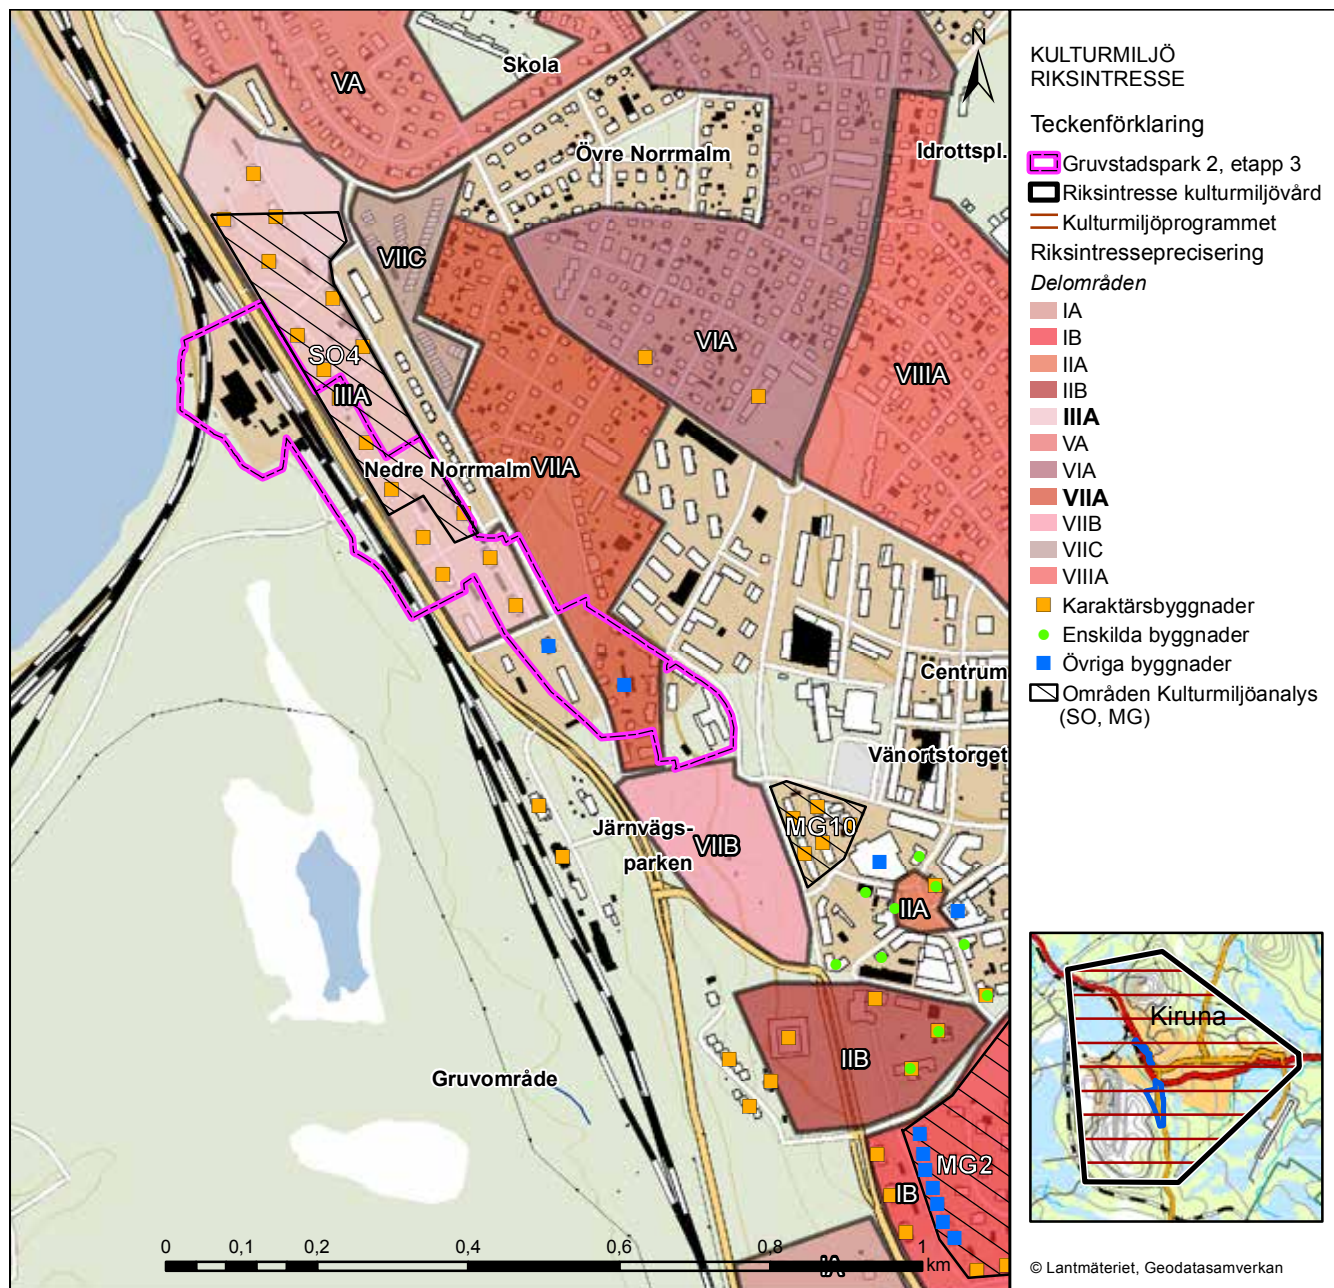 Skola
VA
N
Övre Norrmalm
Idrottspl.
VIIC
VIA
VIIIA
SO4
IIIA
Nedre Norrmalm
VIIA
Centrum
Vänortstorget
Järnvägs-
parken
VIIB
MG10
IIA
IIB
Gruvområde
MG2
IB
IA
0
0,1
0,2
0,4
0,6
0,8
1
km
KULTURMILJÖ
RIKSINTRESSE
Teckenförklaring
Gruvstadspark 2, etapp 3
Riksintresse kulturmiljövård
Kulturmiljöprogrammet
Riksintressepreciserring
Delområden
IA
IB
IIA
IIB
IIIA
VA
VIA
VIIA
VIIB
VIIC
VIIIA
Karaktärsbyggnader
Enskilda byggnader
Övriga byggnader
Områden Kulturmiljöanalys
(SO, MG)
Kiruna
© Lantmäteriet, Geodatasamverkan